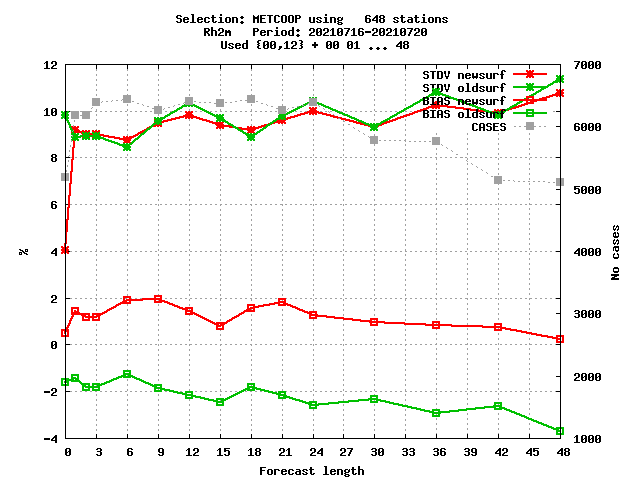 Selection: METCOOP using 648 stations
Rh2m Period: 20210716-20210720
Used {00,12} + 00 01 ... 48
12
10
8
6
4
2
0
-2
-4
%
7000
6000
5000
4000
3000
2000
1000
No cases
STDV newsurf
STDV oldsurf
BIAS newsurf
BIAS oldsurf
CASES
0 3 6 9 12 15 18 21 24 27 30 33 36 39 42 45 48
Forecast length